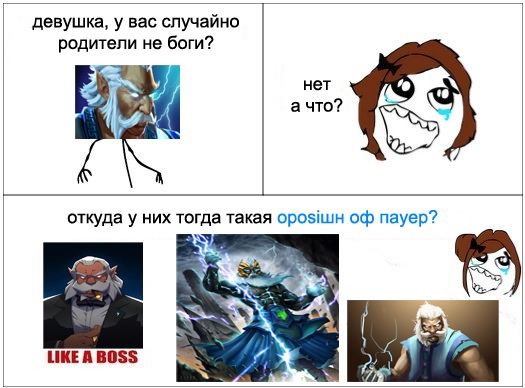 девушка, у вас случайно
родители не боги?
нет
а что?
откуда у них тогда такая oposiшн оф пауер?
LIKE A BOSS